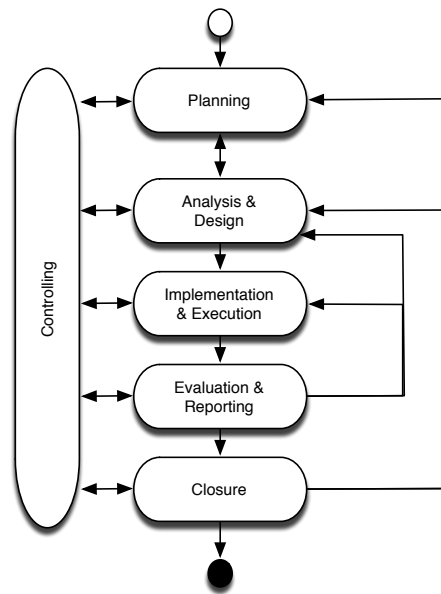 Planning
Analysis &
Design
Controlling
Implementation
& Execution
Evaluation &
Reporting
Closure